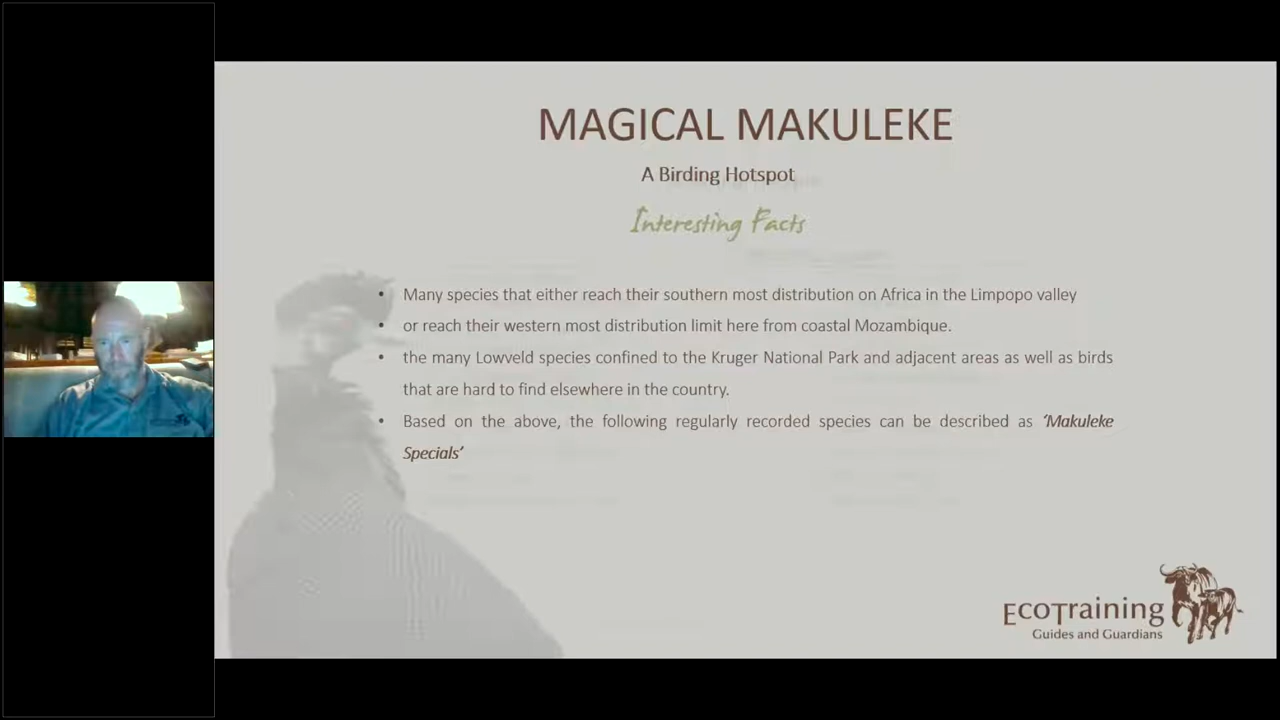 MAGICAL MAKULEKE
A Birding Hotspot
Interesting Facts
• Many species that either reach their southern most distribution on Africa in the Limpopo valley
• or reach their western most distribution limit here from coastal Mozambique.
• the many Lowveld species confined to the Kruger National Park and adjacent areas as well as birds
that are hard to find elsewhere in the country.
• Based on the above, the following regularly recorded species can be described as ‘Makuleke
Specials’
EcoTraining
Guides and Guardians